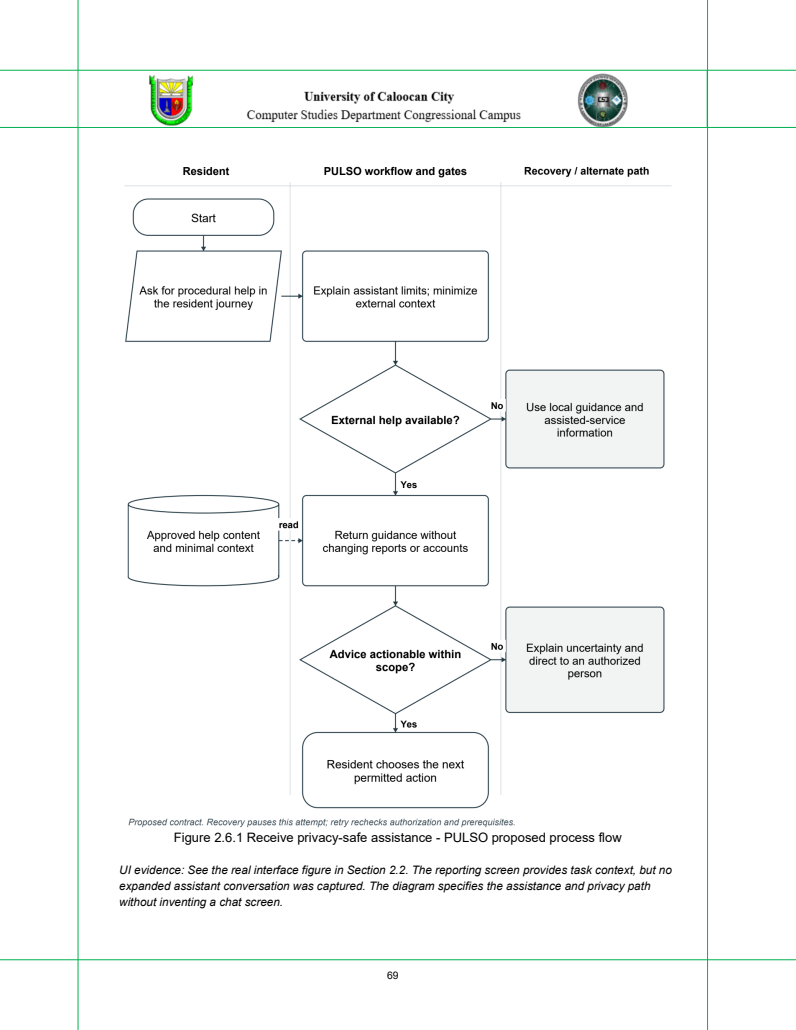 University of Caloocan City
Computer Studies Department Congressional Campus
Resident
PULSO workflow and gates
Recovery / alternate path
Start
Ask for procedural help in
the resident journey
Explain assistant limits; minimize
external context
External help available?
No
Use local guidance and
assisted-service
information
Yes
Approved help content
and minimal context
read
Return guidance without
changing reports or accounts
Advice actionable within
scope?
No
Explain uncertainty and
direct to an authorized
person
Yes
Resident chooses the next
permitted action
Proposed contract. Recovery pauses this attempt; retry rechecks authorization and prerequisites.
Figure 2.6.1 Receive privacy-safe assistance - PULSO proposed process flow
UI evidence: See the real interface figure in Section 2.2. The reporting screen provides task context, but no
expanded assistant conversation was captured. The diagram specifies the assistance and privacy path
without inventing a chat screen.
69